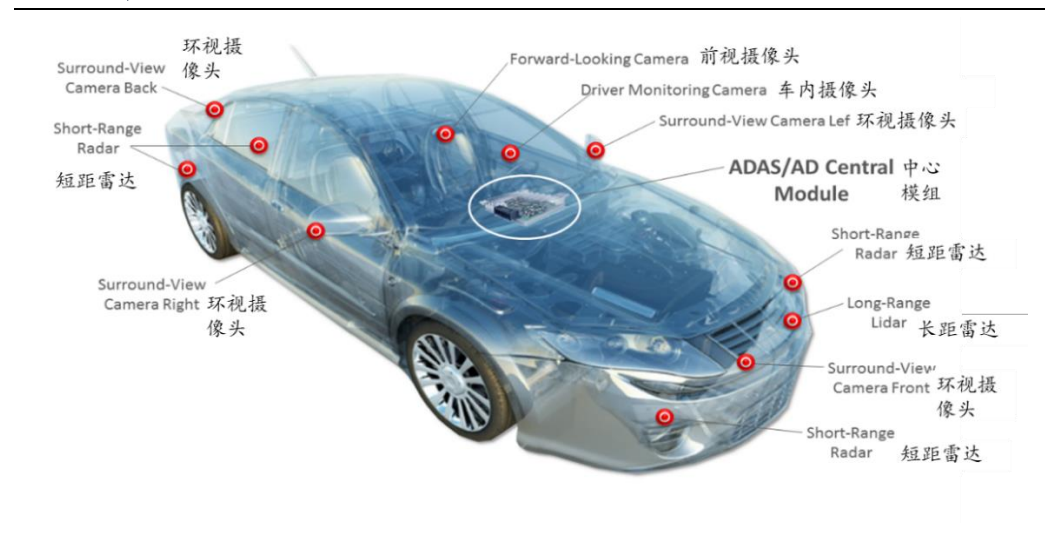 环视摄
像头
Surround-View
Camera Back
Short-Range
Radar
短距雷达
Surround-View
Camera Right 环视摄
像头
Forward-Looking Camera 前视摄像头
Driver Monitoring Camera 车内摄像头
Surround-View Camera Lef 环视摄像头
ADAS/AD Central 中心
Module 模组
Short-Range
Radar 短距雷达
Long-Range
Lidar 长距雷达
Surround-View
Camera Front 环视摄
像头
Short-Range
Radar 短距雷达